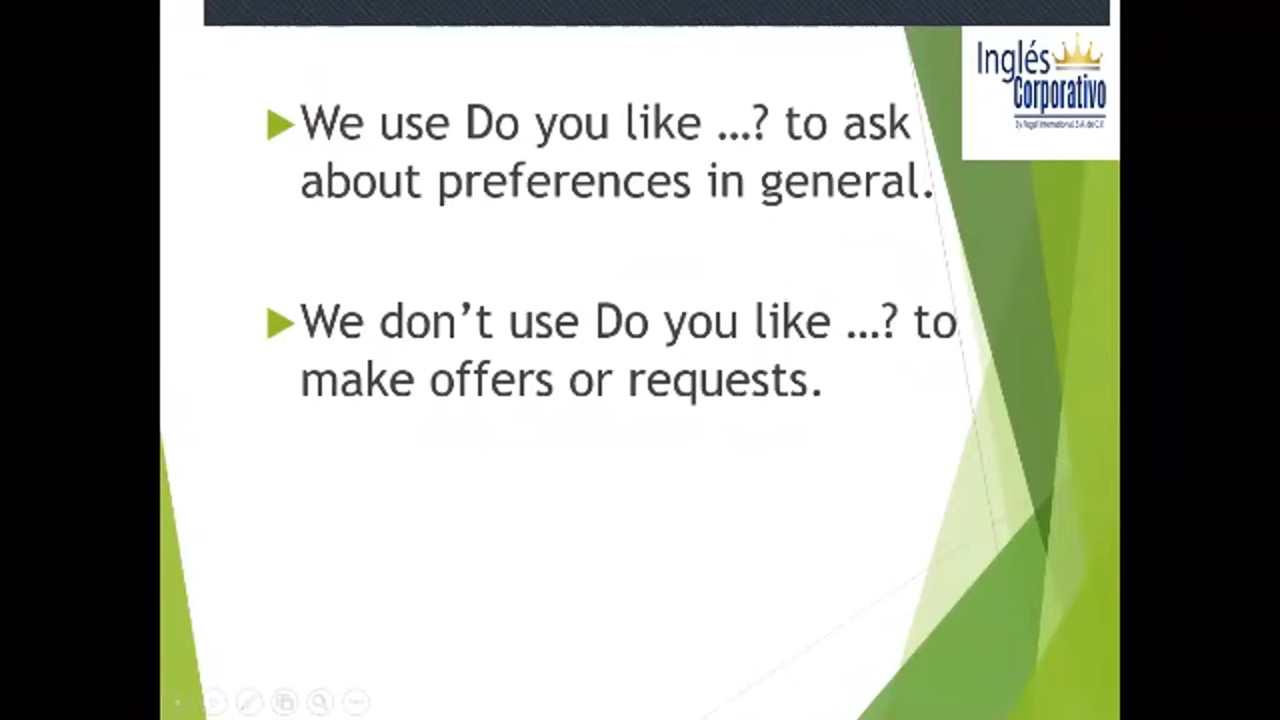 Inglés
Corporativo
We use Do you like …? to ask
about preferences in general.
We don’t use Do you like …? to
make offers or requests.